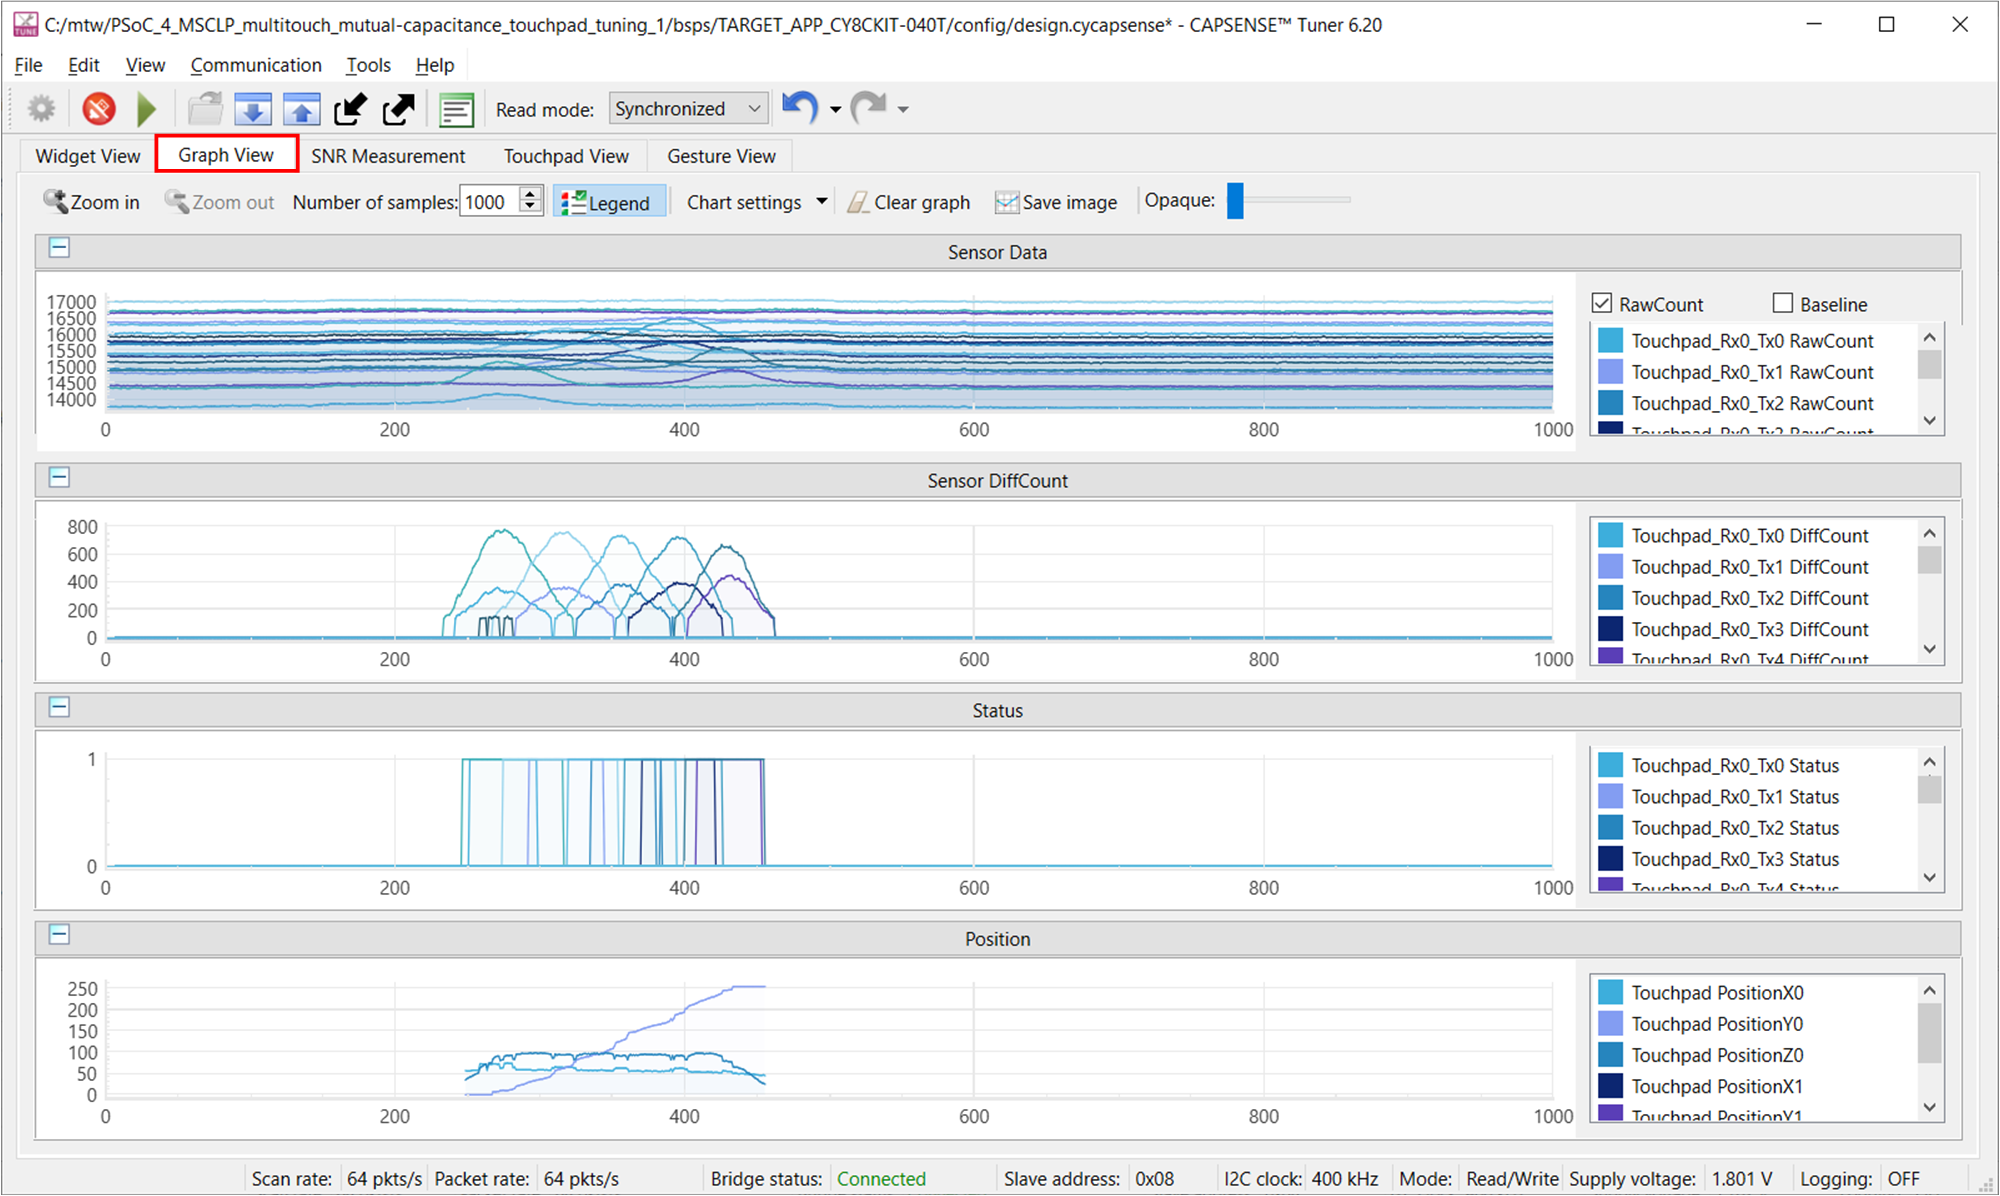 C:/mtw/PSoC_4_MSCLP_multitouch_mutual-capacitance_touchpad_tuning_1/bsps/TARGET_APP_CY8CKIT-040T/config/design.cycapsense* - CAPSENSE™ Tuner 6.20
File Edit View Communication Tools Help
Read mode: Synchronized
Widget View Graph View SNR Measurement Touchpad View Gesture View
Zoom in Zoom out Number of samples: 1000 Legend Chart settings Clear graph Save image Opaque:
Sensor Data
17000
16500
16000
15500
15000
14500
14000
0 200 400 600 800 1000
RawCount Baseline
Touchpad_Rx0_Tx0 RawCount
Touchpad_Rx0_Tx1 RawCount
Touchpad_Rx0_Tx2 RawCount
Touchpad_Rx0_Tx3 RawCount
Sensor DiffCount
800
600
400
200
0
0 200 400 600 800 1000
Touchpad_Rx0_Tx0 DiffCount
Touchpad_Rx0_Tx1 DiffCount
Touchpad_Rx0_Tx2 DiffCount
Touchpad_Rx0_Tx3 DiffCount
Touchpad_Rx0_Tx4 DiffCount
Status
1
0
0 200 400 600 800 1000
Touchpad_Rx0_Tx0 Status
Touchpad_Rx0_Tx1 Status
Touchpad_Rx0_Tx2 Status
Touchpad_Rx0_Tx3 Status
Touchpad_Rx0_Tx4 Status
Position
250
200
150
100
50
0
0 200 400 600 800 1000
Touchpad PositionX0
Touchpad PositionY0
Touchpad PositionZ0
Touchpad PositionX1
Touchpad PositionY1
Scan rate: 64 pkts/s Packet rate: 64 pkts/s Bridge status: Connected Slave address: 0x08 I2C clock: 400 kHz Mode: Read/Write Supply voltage: 1.801 V Logging: OFF